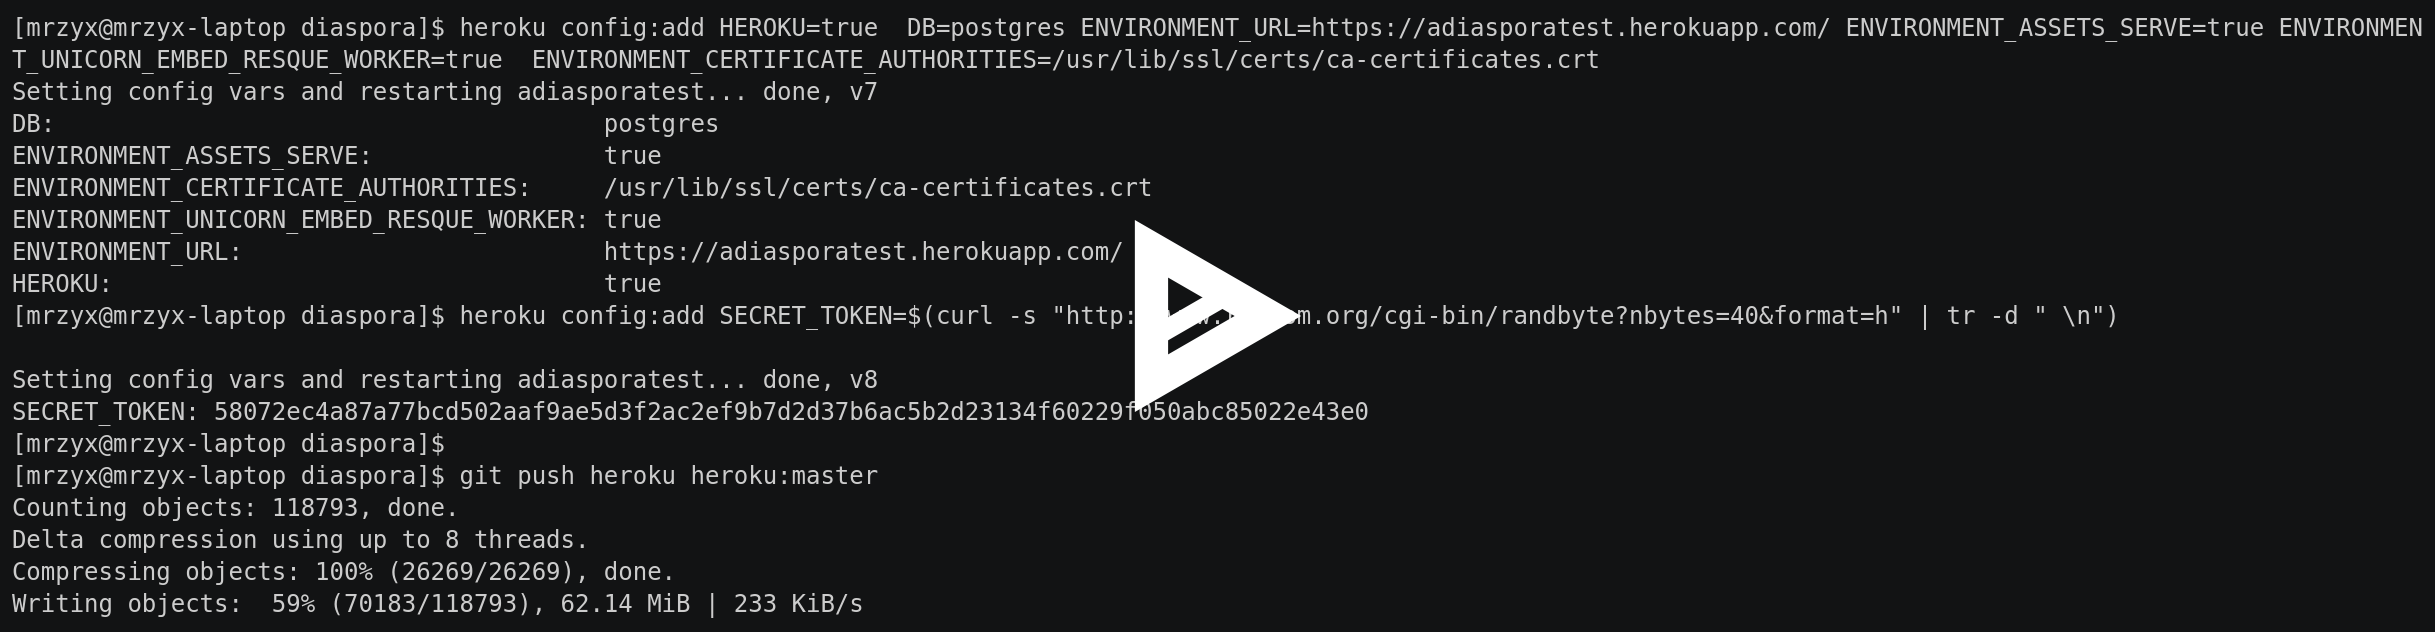 [mrzyx@mrzyx-laptop diaspora]$ heroku config:add HEROKU=true  DB=postgres ENVIRONMENT_URL=https://adiasporatest.herokuapp.com/ ENVIRONMENT_ASSETS_SERVE=true ENVIRONMEN
T_UNICORN_EMBED_RESQUE_WORKER=true  ENVIRONMENT_CERTIFICATE_AUTHORITIES=/usr/lib/ssl/certs/ca-certificates.crt
Setting config vars and restarting adiasporatest... done, v7
DB:                                      postgres
ENVIRONMENT_ASSETS_SERVE:                true
ENVIRONMENT_CERTIFICATE_AUTHORITIES:     /usr/lib/ssl/certs/ca-certificates.crt
ENVIRONMENT_UNICORN_EMBED_RESQUE_WORKER: true
ENVIRONMENT_URL:                         https://adiasporatest.herokuapp.com/
HEROKU:                                  true
[mrzyx@mrzyx-laptop diaspora]$ heroku config:add SECRET_TOKEN=$(curl -s "http: .org/cgi-bin/randbyte?nbytes=40&format=h" | tr -d " \n")
Setting config vars and restarting adiasporatest... done, v8
SECRET_TOKEN: 58072ec4a87a77bcd502aaf9ae5d3f2ac2ef9b7d2d37b6ac5b2d23134f60229f050abc85022e43e0
[mrzyx@mrzyx-laptop diaspora]$
[mrzyx@mrzyx-laptop diaspora]$ git push heroku heroku:master
Counting objects: 118793, done.
Delta compression using up to 8 threads.
Compressing objects: 100% (26269/26269), done.
Writing objects:  59% (70183/118793), 62.14 MiB | 233 KiB/s